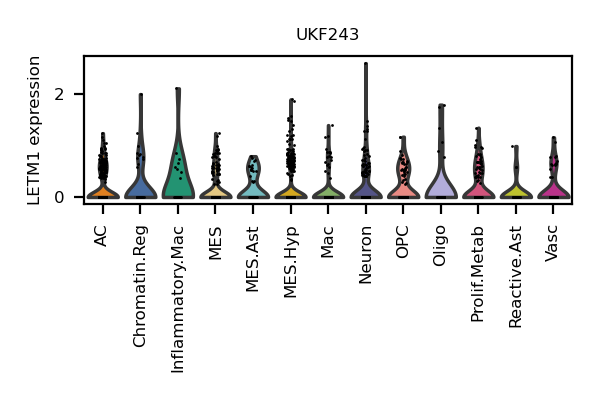 UKF243
LETM1 expression
2
0
AC
Chromatin.Reg
Inflammatory.Mac
MES
MES.Ast
MES.Hyp
Mac
Neuron
OPC
Oligo
Prolif.Metab
Reactive.Ast
Vasc